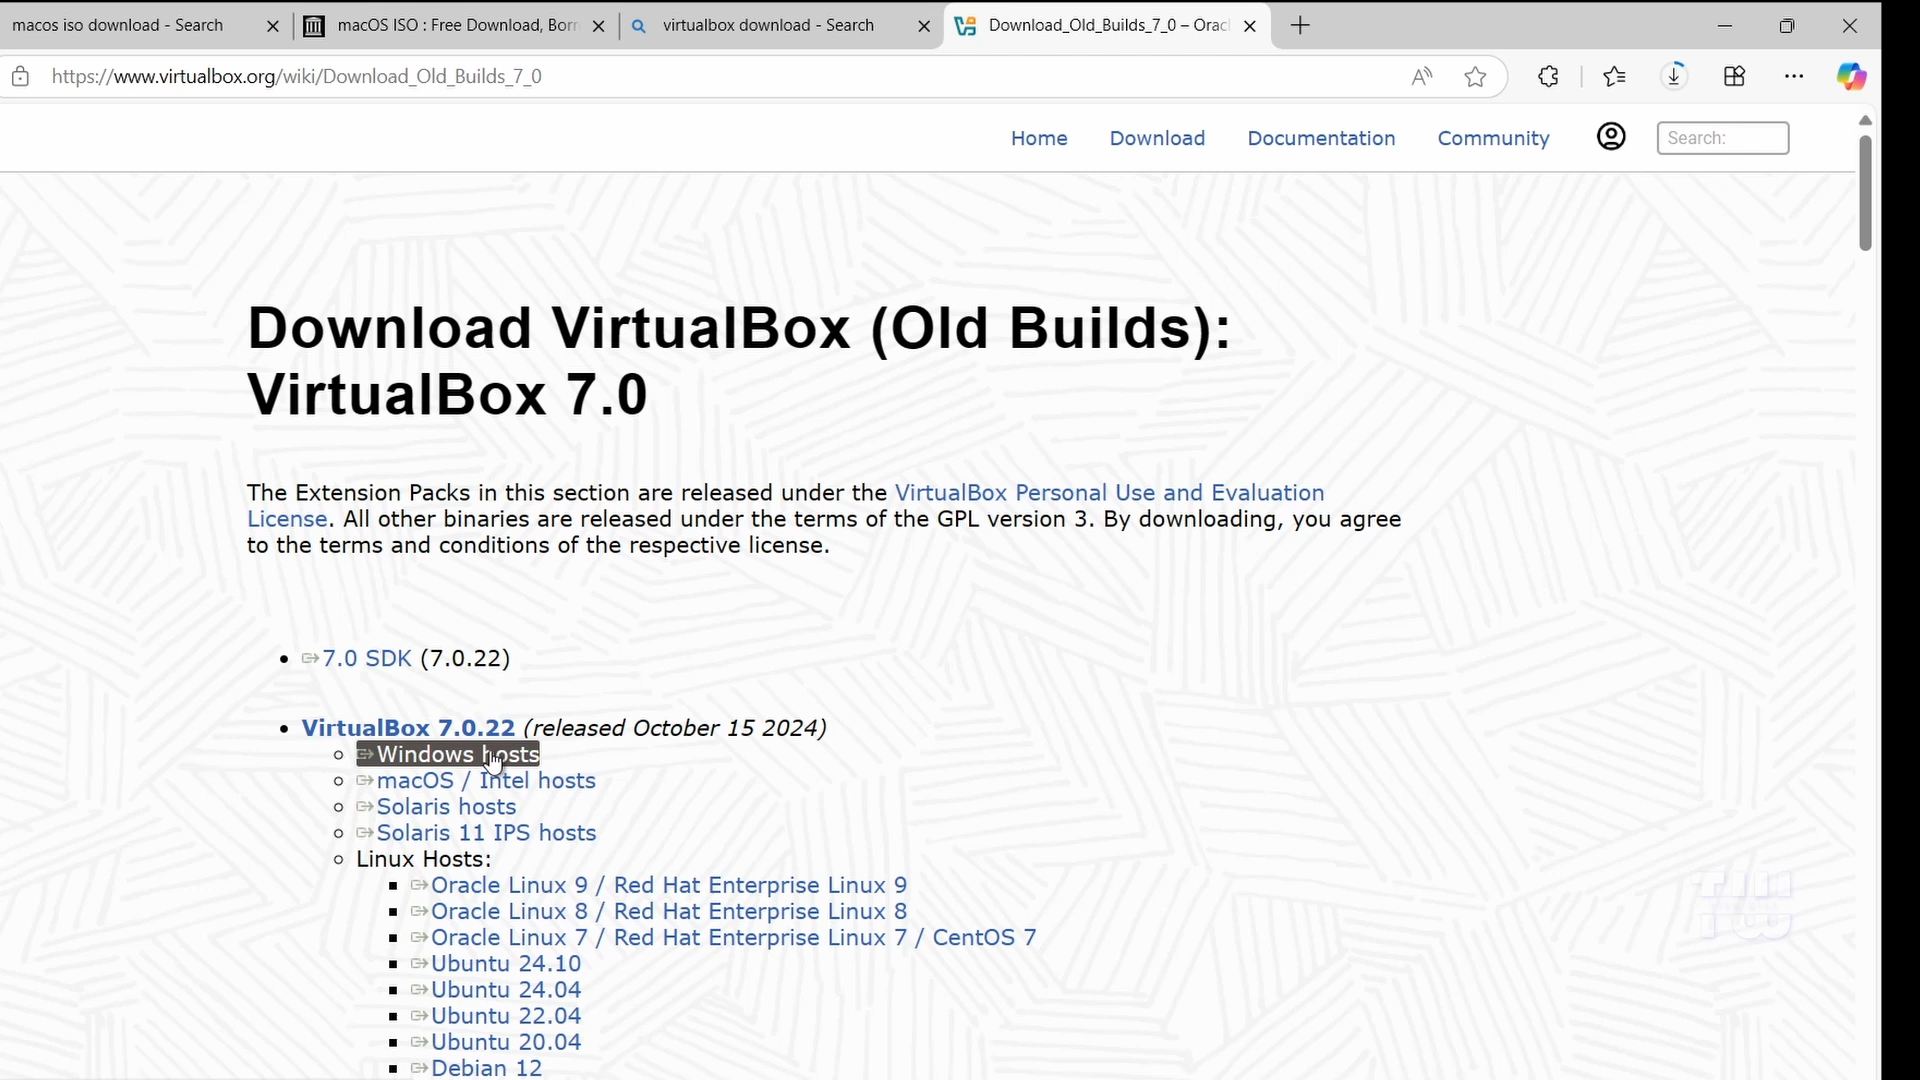 macos iso download - Search
macOS ISO : Free Download, Borr
virtualbox download - Search
Download_Old_Builds_7_0 – Orac
https://www.virtualbox.org/wiki/Download_Old_Builds_7_0
Home
Download
Documentation
Community
Search:
Download VirtualBox (Old Builds):
VirtualBox 7.0
The Extension Packs in this section are released under the VirtualBox Personal Use and Evaluation
License. All other binaries are released under the terms of the GPL version 3. By downloading, you agree
to the terms and conditions of the respective license.
7.0 SDK (7.0.22)
VirtualBox 7.0.22 (released October 15 2024)
Windows hosts
macOS / Intel hosts
Solaris hosts
Solaris 11 IPS hosts
Linux Hosts:
Oracle Linux 9 / Red Hat Enterprise Linux 9
Oracle Linux 8 / Red Hat Enterprise Linux 8
Oracle Linux 7 / Red Hat Enterprise Linux 7 / CentOS 7
Ubuntu 24.10
Ubuntu 24.04
Ubuntu 22.04
Ubuntu 20.04
Debian 12